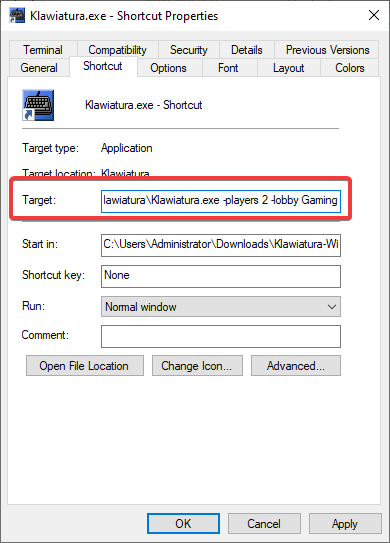 Klawiatura.exe - Shortcut Properties
Terminal Compatibility Security Details Previous Versions
General Shortcut Options Font Layout Colors
Klawiatura.exe - Shortcut
Target type: Application
Target location: Klawiatura
Target: lawiatura\Klawiatura.exe -players 2 -lobby Gaming
Start in: C:\Users\Administrator\Downloads\Klawiatura-Wi
Shortcut key: None
Run: Normal window
Comment:
Open File Location Change Icon... Advanced...
OK Cancel Apply